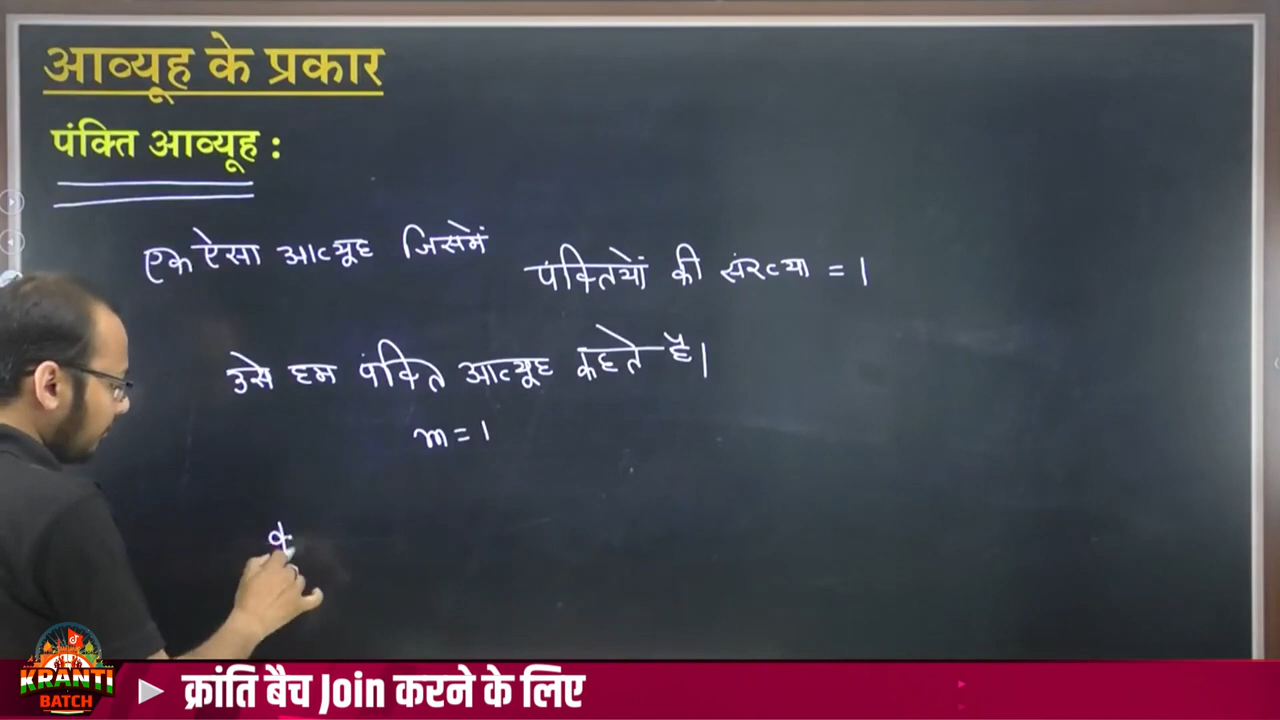 आव्यूह के प्रकार
पंक्ति आव्यूह :
एक ऐसा आव्यूह जिसमें पंक्तियों की संख्या = 1
उसे हम पंक्ति आव्यूह कहते है।
m = 1
KRANTI
BATCH
क्रांति बैच Join करने के लिए